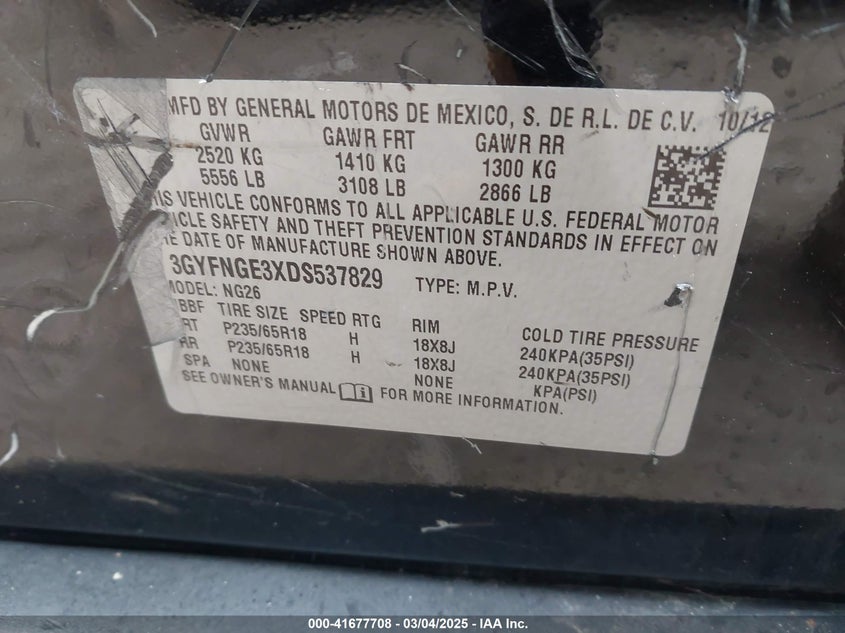 MFD BY GENERAL MOTORS DE MEXICO, S. DE R.L. DE C.V. 10/12
GVWR GAWR FRT GAWR RR
2520 KG 1410 KG 1300 KG
5556 LB 3108 LB 2866 LB
HIS VEHICLE CONFORMS TO ALL APPLICABLE U.S. FEDERAL MOTOR
HICLE SAFETY AND THEFT PREVENTION STANDARDS IN EFFECT ON
HE DATE OF MANUFACTURE SHOWN ABOVE.
3GYFNGE3XDS537829 TYPE: M.P.V.
MODEL: NG26
BBF TIRE SIZE SPEED RTG RIM COLD TIRE PRESSURE
RT P235/65R18 H 18X8J 240KPA(35PSI)
RR P235/65R18 H 18X8J 240KPA(35PSI)
SPA NONE NONE KPA(PSI)
SEE OWNER'S MANUAL FOR MORE INFORMATION.
000-41677708 - 03/04/2025 - IAA Inc.